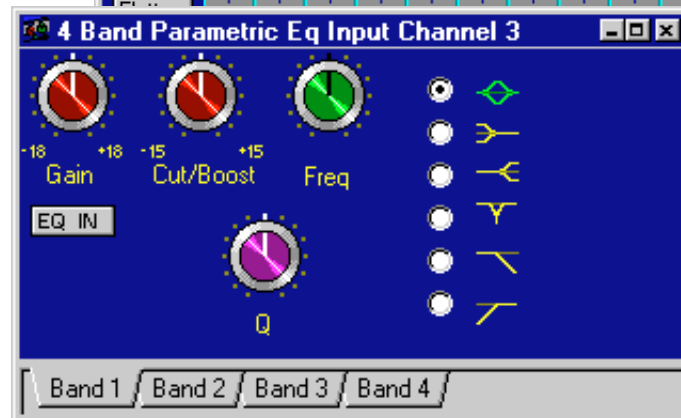 4 Band Parametric Eq Input Channel 3
-18 +18 -15 +15
Gain Cut/Boost Freq
EQ IN
Q
Band 1 Band 2 Band 3 Band 4